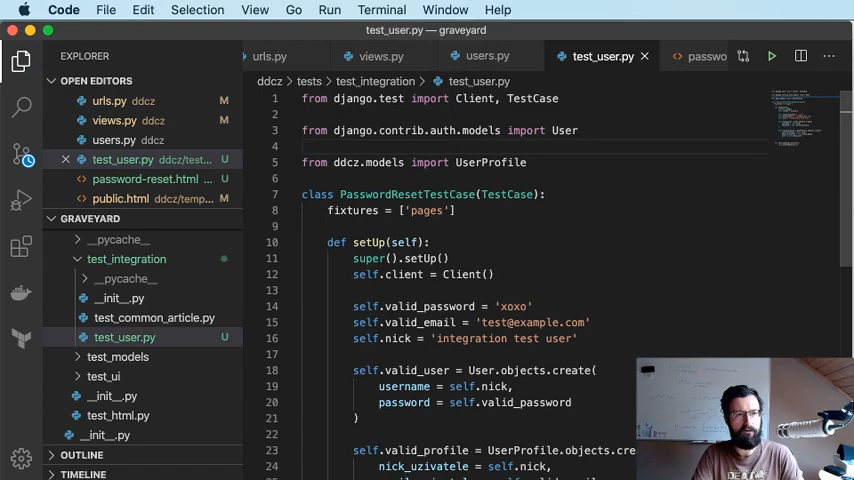 Code File Edit Selection View Go Run Terminal Window Help
test_user.py — graveyard
EXPLORER
OPEN EDITORS
urls.py ddcz M
views.py ddcz M
users.py ddcz
test_user.py ddcz/test... U
password-reset.html ... U
public.html ddcz/temp... M
GRAVEYARD
__pycache__
test_integration
__pycache__
__init__.py
test_common_article.py
test_user.py U
test_models
test_ui
__init__.py
test_html.py
__init__.py
OUTLINE
TIMELINE
urls.py views.py users.py test_user.py passwo
ddcz > tests > test_integration > test_user.py
1 from django.test import Client, TestCase
2
3 from django.contrib.auth.models import User
4
5 from ddcz.models import UserProfile
6
7 class PasswordResetTestCase(TestCase):
8 fixtures = ['pages']
9
10 def setUp(self):
11 super().setUp()
12 self.client = Client()
13
14 self.valid_password = 'xoxo'
15 self.valid_email = 'test@example.com'
16 self.nick = 'integration test user'
17
18 self.valid_user = User.objects.create(
19 username = self.nick,
20 password = self.valid_password
21 )
22
23 self.valid_profile = UserProfile.objects.cre
24 nick_uzivatele = self.nick,